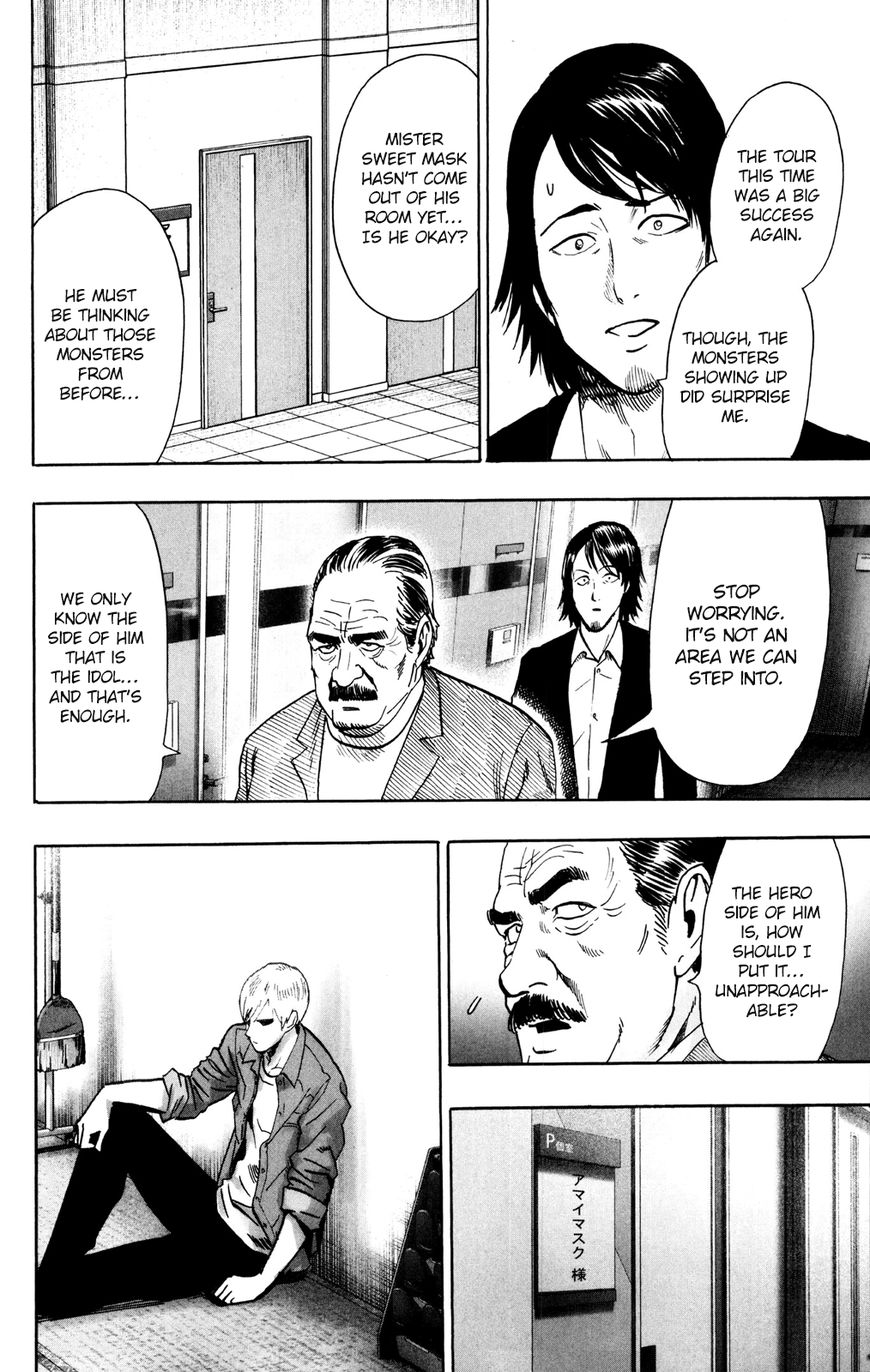 THE TOUR
THIS TIME
WAS A BIG
SUCCESS
AGAIN.
THOUGH, THE
MONSTERS
SHOWING UP
DID SURPRISE
ME.
MISTER
SWEET MASK
HASN'T COME
OUT OF HIS
ROOM YET...
IS HE OKAY?
HE MUST
BE THINKING
ABOUT THOSE
MONSTERS
FROM
BEFORE...
STOP
WORRYING.
IT'S NOT AN
AREA WE CAN
STEP INTO.
WE ONLY
KNOW THE
SIDE OF HIM
THAT IS
THE IDOL...
AND THAT'S
ENOUGH.
THE HERO
SIDE OF HIM
IS, HOW
SHOULD I
PUT IT...
UNAPPROACH-
ABLE?
P個室
アマイマスク 様